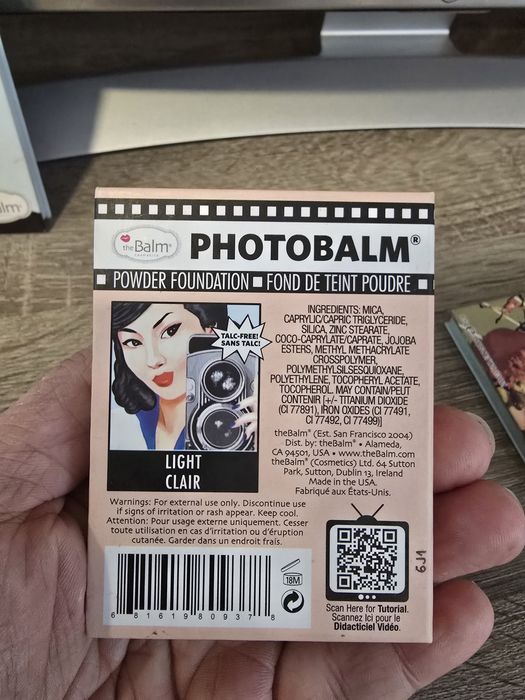 theBalm®
COSMETICS
PHOTOBALM®
POWDER FOUNDATION ■ FOND DE TEINT POUDRE
TALC-FREE!
SANS TALC!
LIGHT
CLAIR
INGREDIENTS: MICA,
CAPRYLIC/CAPRIC TRIGLYCERIDE,
SILICA, ZINC STEARATE,
COCO-CAPRYLATE/CAPRATE, JOJOBA
ESTERS, METHYL METHACRYLATE
CROSSPOLYMER,
POLYMETHYLSILSESQUIOXANE,
POLYETHYLENE, TOCOPHERYL ACETATE,
TOCOPHEROL. MAY CONTAIN/PEUT
CONTENIR [+/- TITANIUM DIOXIDE
(CI 77891), IRON OXIDES (CI 77491,
CI 77492, CI 77499)]
theBalm® (Est. San Francisco 2004)
Dist. by: theBalm® • Alameda,
CA 94501, USA • www.theBalm.com
theBalm® (Cosmetics) Ltd. 64 Sutton
Park, Sutton, Dublin 13, Ireland
Made in the USA.
Fabriqué aux États-Unis.
Warnings: For external use only. Discontinue use
if signs of irritation or rash appear. Keep cool.
Attention: Pour usage externe uniquement. Cesser
toute utilisation en cas d'irritation ou d'éruption
cutanée. Garder dans un endroit frais.
6 81619 80937 8
18M
6J1
Scan Here for Tutorial.
Scannez Ici pour le
Didacticiel Vidéo.